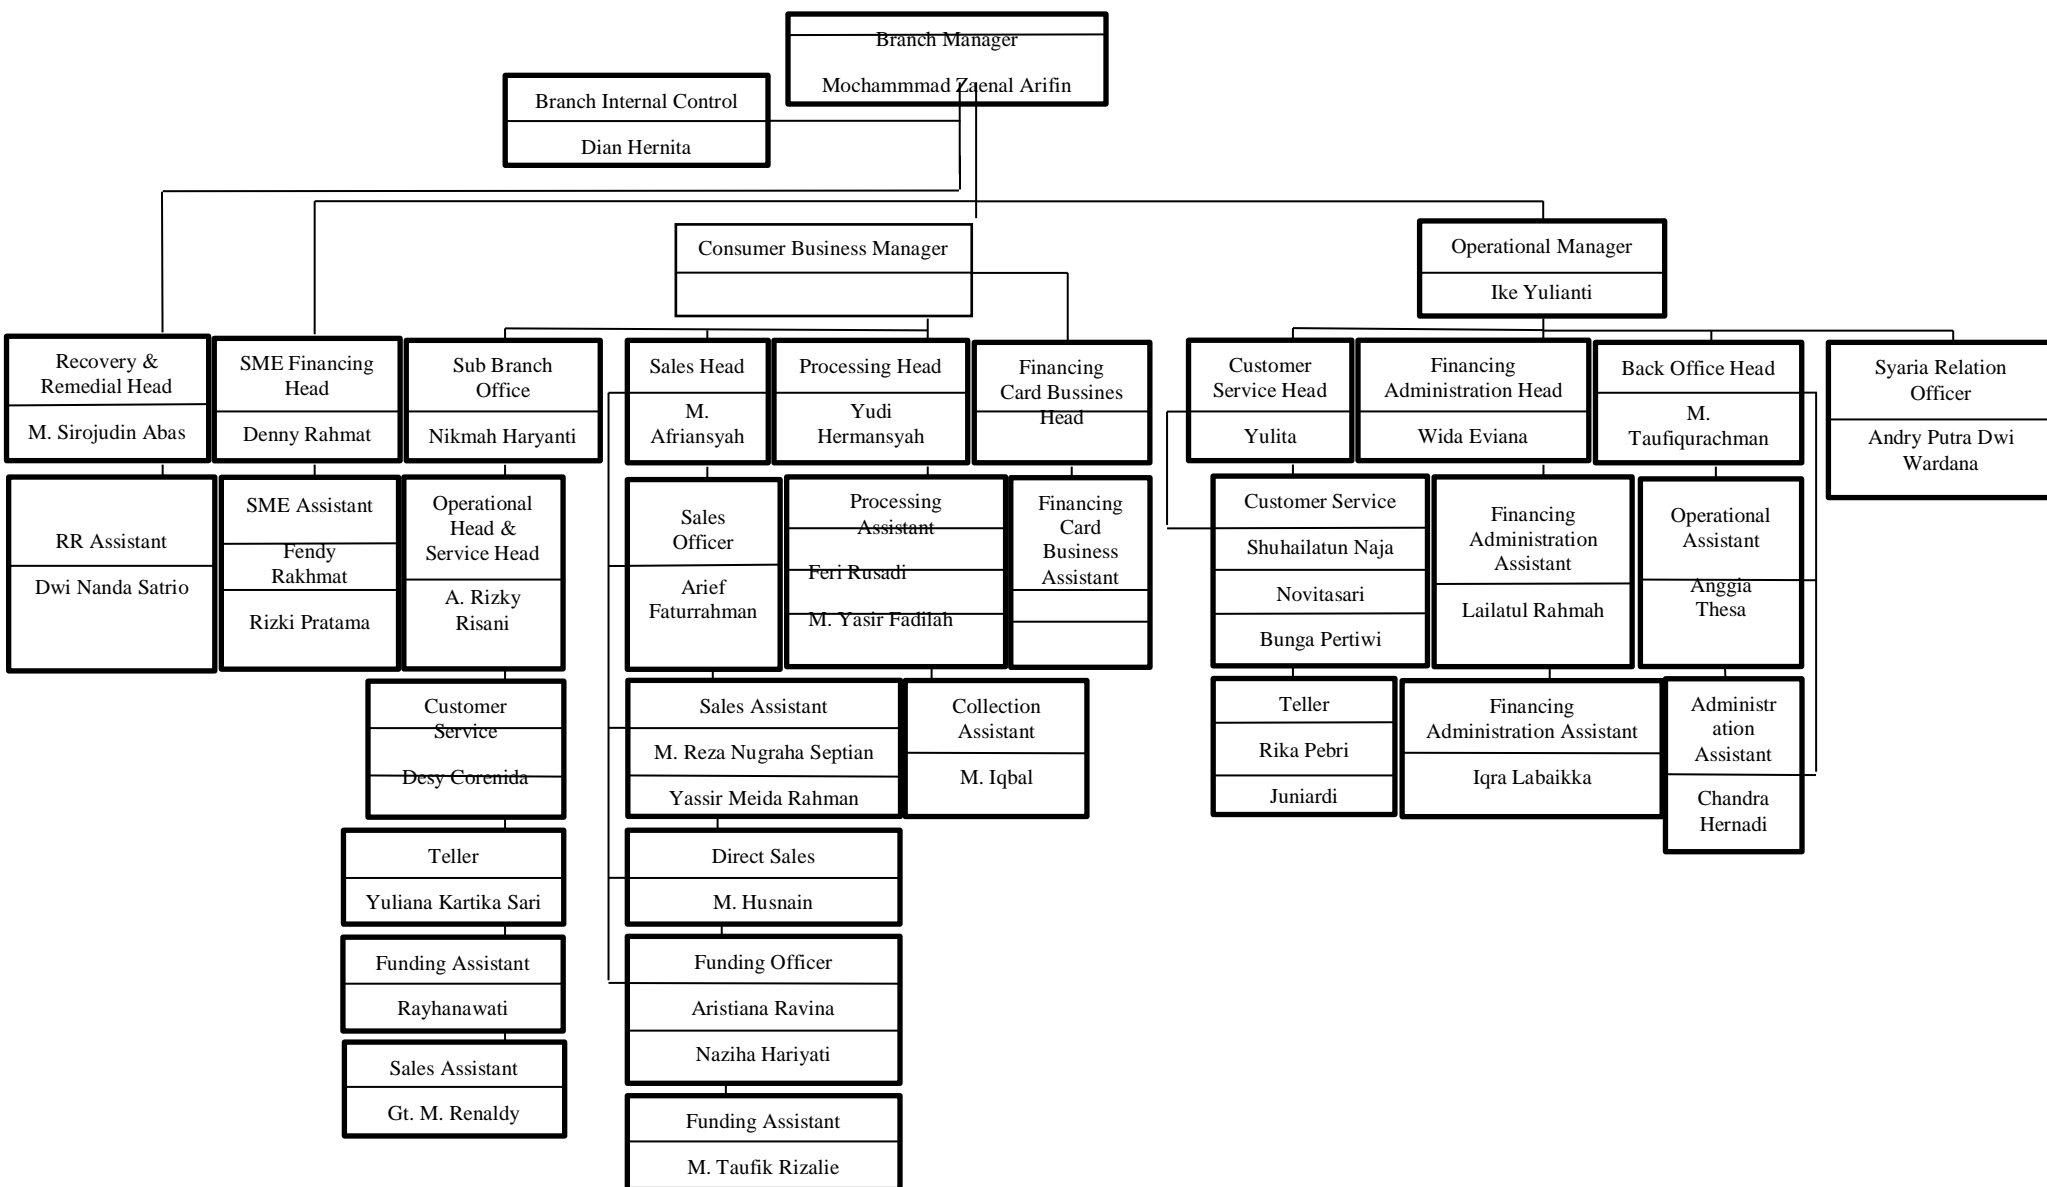 Branch Manager
Mochammmad Zaenal Arifin
Branch Internal Control
Dian Hernita
Consumer Business Manager
Operational Manager
Ike Yulianti
Recovery &
Remedial Head
M. Sirojudin Abas
SME Financing
Head
Denny Rahmat
Sub Branch
Office
Nikmah Haryanti
Sales Head
M.
Afriansyah
Processing Head
Yudi
Hermansyah
Financing
Card Bussines
Head
Customer
Service Head
Yulita
Financing
Administration Head
Wida Eviana
Back Office Head
M.
Taufiqurachman
Syaria Relation
Officer
Andry Putra Dwi
Wardana
RR Assistant
Dwi Nanda Satrio
SME Assistant
Fendy
Rakhmat
Rizki Pratama
Operational
Head &
Service Head
A. Rizky
Risani
Sales
Officer
Arief
Faturrahman
Processing
Assistant
Feri Rusadi
M. Yasir Fadilah
Financing
Card
Business
Assistant
Customer Service
Shuhailatun Naja
Novitasari
Bunga Pertiwi
Financing
Administration
Assistant
Lailatul Rahmah
Operational
Assistant
Anggia
Thesa
Customer
Service
Desy Corenida
Sales Assistant
M. Reza Nugraha Septian
Yassir Meida Rahman
Collection
Assistant
M. Iqbal
Teller
Rika Pebri
Juniardi
Financing
Administration Assistant
Iqra Labaikka
Administr
ation
Assistant
Chandra
Hernadi
Teller
Yuliana Kartika Sari
Direct Sales
M. Husnain
Funding Assistant
Rayhanawati
Funding Officer
Aristiana Ravina
Naziha Hariyati
Sales Assistant
Gt. M. Renaldy
Funding Assistant
M. Taufik Rizalie